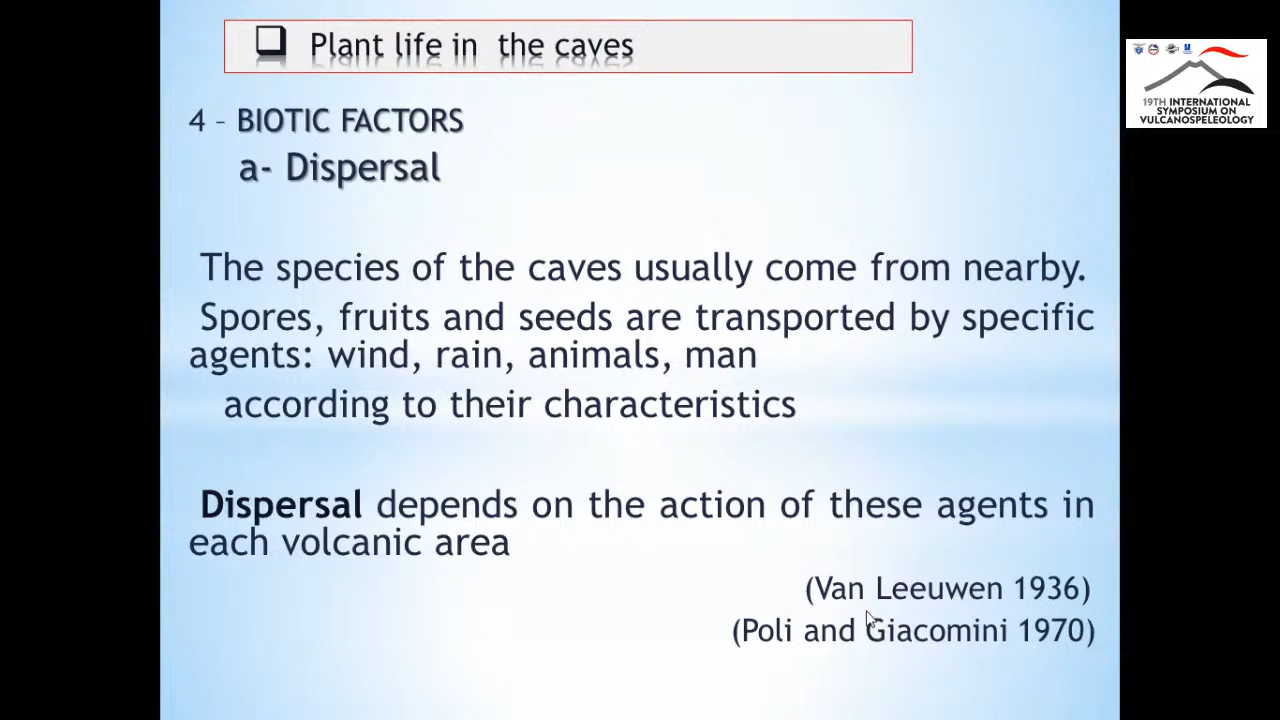 ❑ Plant life in the caves
19TH INTERNATIONAL
SYMPOSIUM ON
VULCANOSPELEOLOGY
4 – BIOTIC FACTORS
a- Dispersal
The species of the caves usually come from nearby.
Spores, fruits and seeds are transported by specific
agents: wind, rain, animals, man
according to their characteristics
Dispersal depends on the action of these agents in
each volcanic area
(Van Leeuwen 1936)
(Poli and Giacomini 1970)